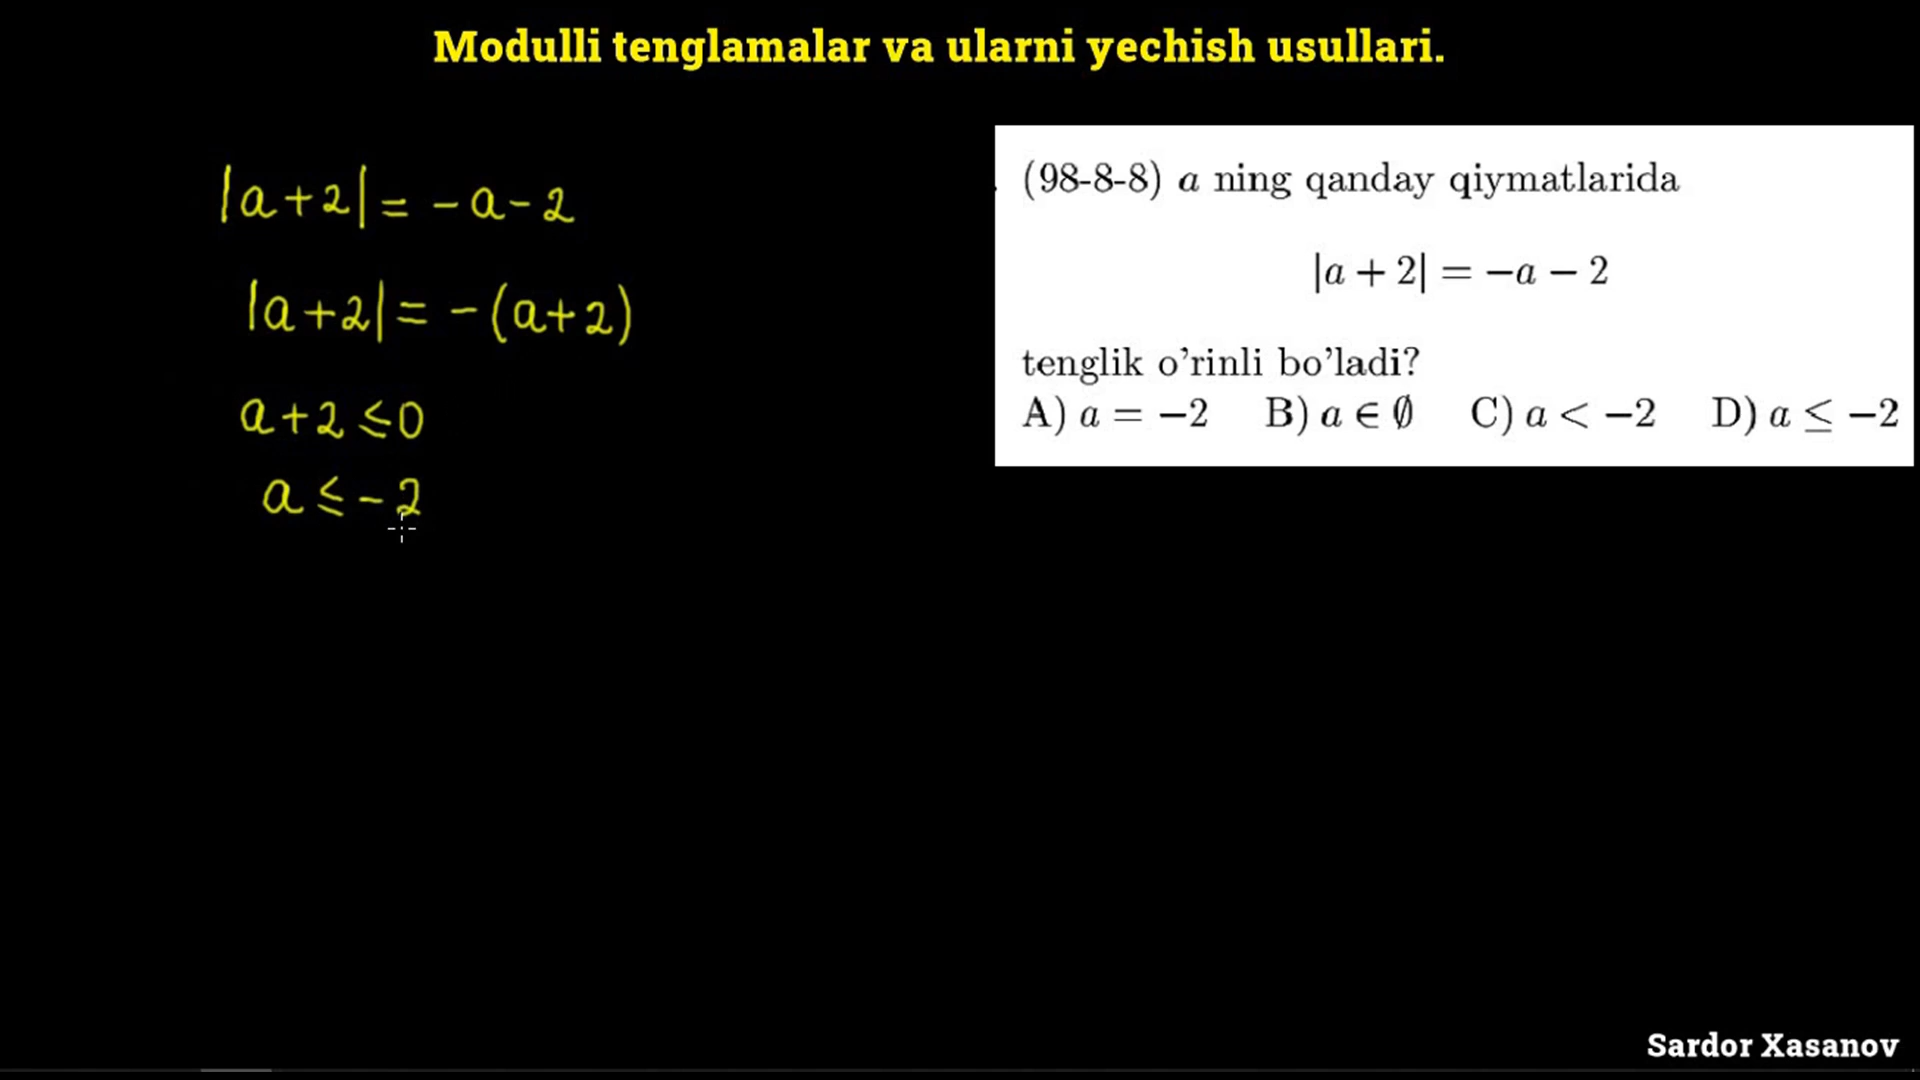 Modulli tenglamalar va ularni yechish usullari.
|a+2| = -a-2
|a+2| = -(a+2)
a+2 ≤ 0
a ≤ -2
(98-8-8) a ning qanday qiymatlarida
|a + 2| = −a − 2
tenglik o’rinli bo’ladi?
A) a = −2 B) a ∈ ∅ C) a < −2 D) a ≤ −2
Sardor Xasanov